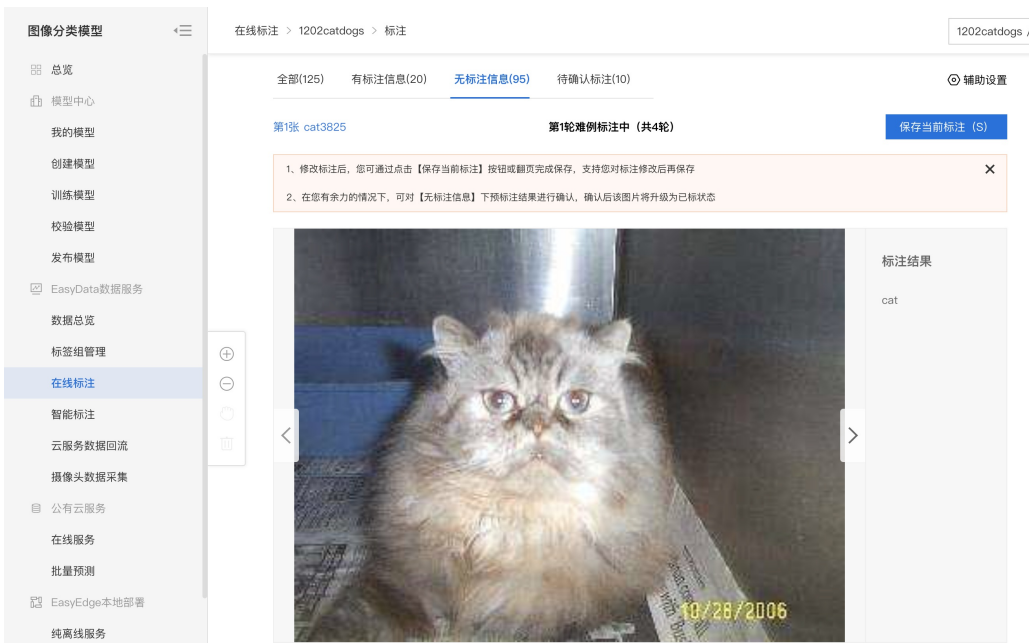 图像分类模型
在线标注 > 1202catdogs > 标注
1202catdogs /
总览
模型中心
我的模型
创建模型
训练模型
校验模型
发布模型
EasyData数据服务
数据总览
标签组管理
在线标注
智能标注
云服务数据回流
摄像头数据采集
公有云服务
在线服务
批量预测
EasyEdge本地部署
纯离线服务
全部(125) 有标注信息(20) 无标注信息(95) 待确认标注(10)
辅助设置
第1张 cat3825
第1轮难例标注中（共4轮）
保存当前标注（S）
1、修改标注后，您可通过点击【保存当前标注】按钮或翻页完成保存，支持您对标注修改后再保存
2、在您有余力的情况下，可对【无标注信息】下预标注结果进行确认，确认后该图片将升级为已标状态
标注结果
cat
10/28/2006